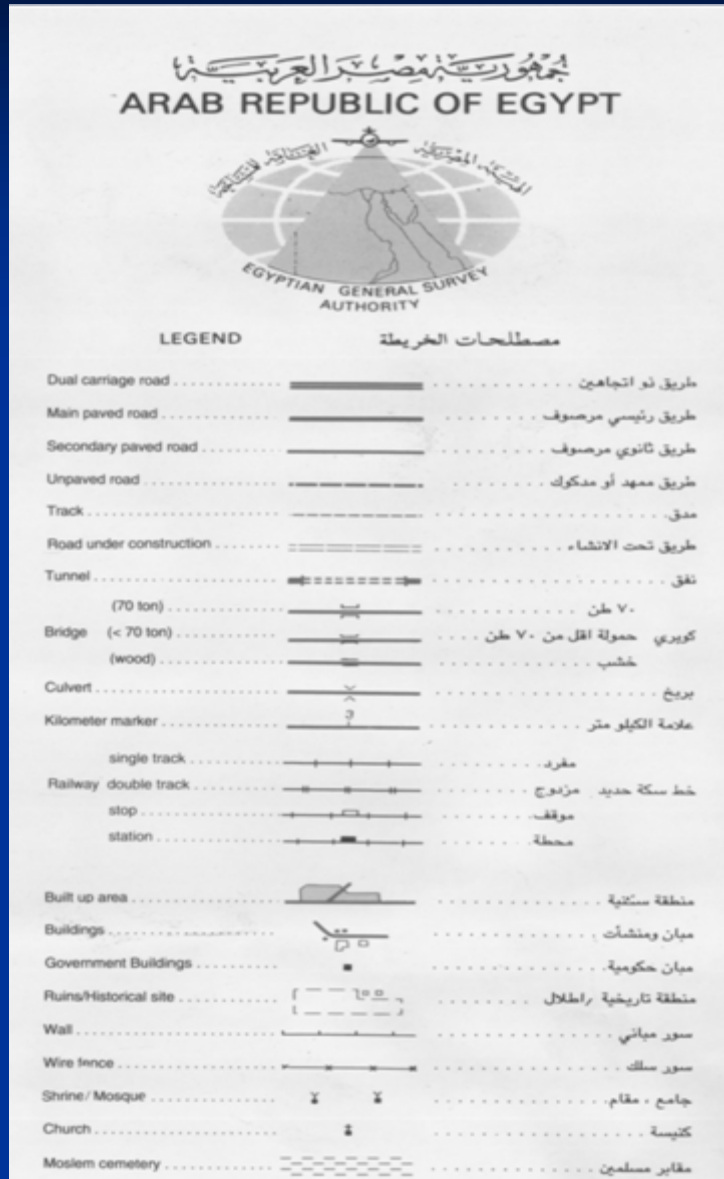 جمهورية مصر العربية
ARAB REPUBLIC OF EGYPT
الهيئة المصرية العامة للمساحة
EGYPTIAN GENERAL SURVEY
AUTHORITY
LEGEND مصطلحات الخريطة
Dual carriage road طريق ذو اتجاهين
Main paved road طريق رئيسي مرصوف
Secondary paved road طريق ثانوي مرصوف
Unpaved road طريق ممهد أو مدكوك
Track مدق
Road under construction طريق تحت الانشاء
Tunnel نفق
(70 ton) ٧٠ طن
Bridge (< 70 ton) كوبري حمولة اقل من ٧٠ طن
(wood) خشب
Culvert بربخ
3
Kilometer marker علامة الكيلو متر
single track مفرد
Railway double track خط سكة حديد مزدوج
stop موقف
station محطة
Built up area منطقة سكنية
Buildings مبان ومنشأت
Government Buildings مبان حكومية
Ruins/Historical site منطقة تاريخية /اطلال
Wall سور مباني
Wire fence سور سلك
Shrine/ Mosque جامع ، مقام
Church كنيسة
Moslem cemetery مقابر مسلمين